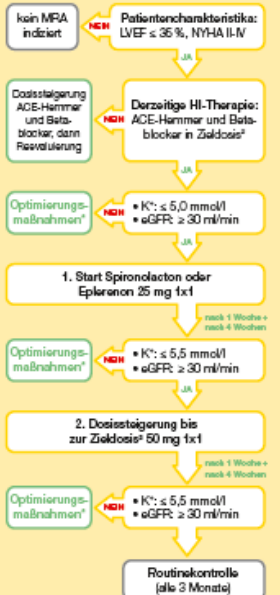 kein MRA
indiziert
NEIN
Patientencharakteristika:
LVEF ≤ 35 %, NYHA II-IV
JA
Dosissteigerung
ACE-Hemmer
und Beta-
blocker, dann
Reevaluierung
NEIN
Derzeitige HI-Therapie:
ACE-Hemmer und Beta-
blocker in Zieldosis²
JA
Optimierungs-
maßnahmen*
NEIN
• K⁺: ≤ 5,0 mmol/l
• eGFR: ≥ 30 ml/min
JA
1. Start Spironolacton oder
Eplerenon 25 mg 1x1
nach 1 Woche+
nach 4 Wochen
Optimierungs-
maßnahmen*
NEIN
• K⁺: ≤ 5,5 mmol/l
• eGFR: ≥ 30 ml/min
JA
2. Dosissteigerung bis
zur Zieldosis² 50 mg 1x1
nach 1 Woche+
nach 4 Wochen
Optimierungs-
maßnahmen*
NEIN
• K⁺: ≤ 5,5 mmol/l
• eGFR: ≥ 30 ml/min
Routinekontrolle
(alle 3 Monate)